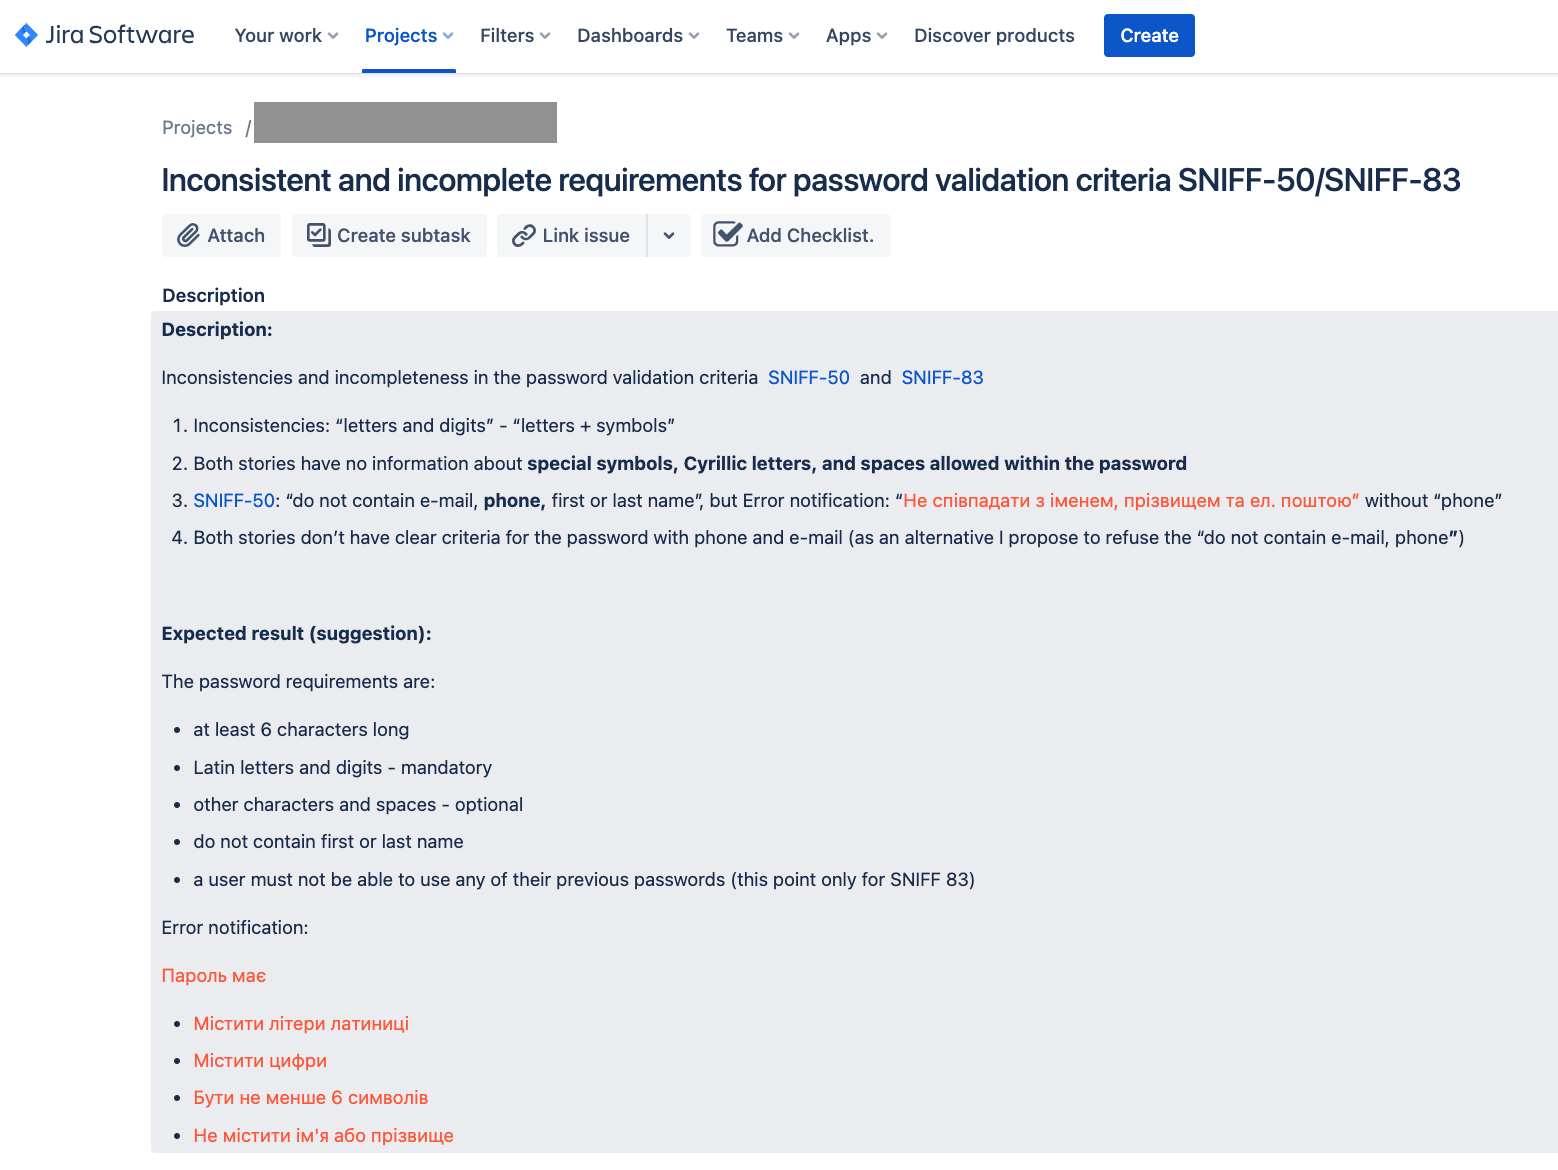 Jira Software Your work Projects Filters Dashboards Teams Apps Discover products Create
Projects /
Inconsistent and incomplete requirements for password validation criteria SNIFF-50/SNIFF-83
Attach Create subtask Link issue Add Checklist.
Description
Description:
Inconsistencies and incompleteness in the password validation criteria SNIFF-50 and SNIFF-83
1. Inconsistencies: “letters and digits” - “letters + symbols”
2. Both stories have no information about special symbols, Cyrillic letters, and spaces allowed within the password
3. SNIFF-50: “do not contain e-mail, phone, first or last name”, but Error notification: “Не співпадати з іменем, прізвищем та ел. поштою” without “phone”
4. Both stories don’t have clear criteria for the password with phone and e-mail (as an alternative I propose to refuse the “do not contain e-mail, phone”)
Expected result (suggestion):
The password requirements are:
• at least 6 characters long
• Latin letters and digits - mandatory
• other characters and spaces - optional
• do not contain first or last name
• a user must not be able to use any of their previous passwords (this point only for SNIFF 83)
Error notification:
Пароль має
• Містити літери латиниці
• Містити цифри
• Бути не менше 6 символів
• Не містити ім'я або прізвище